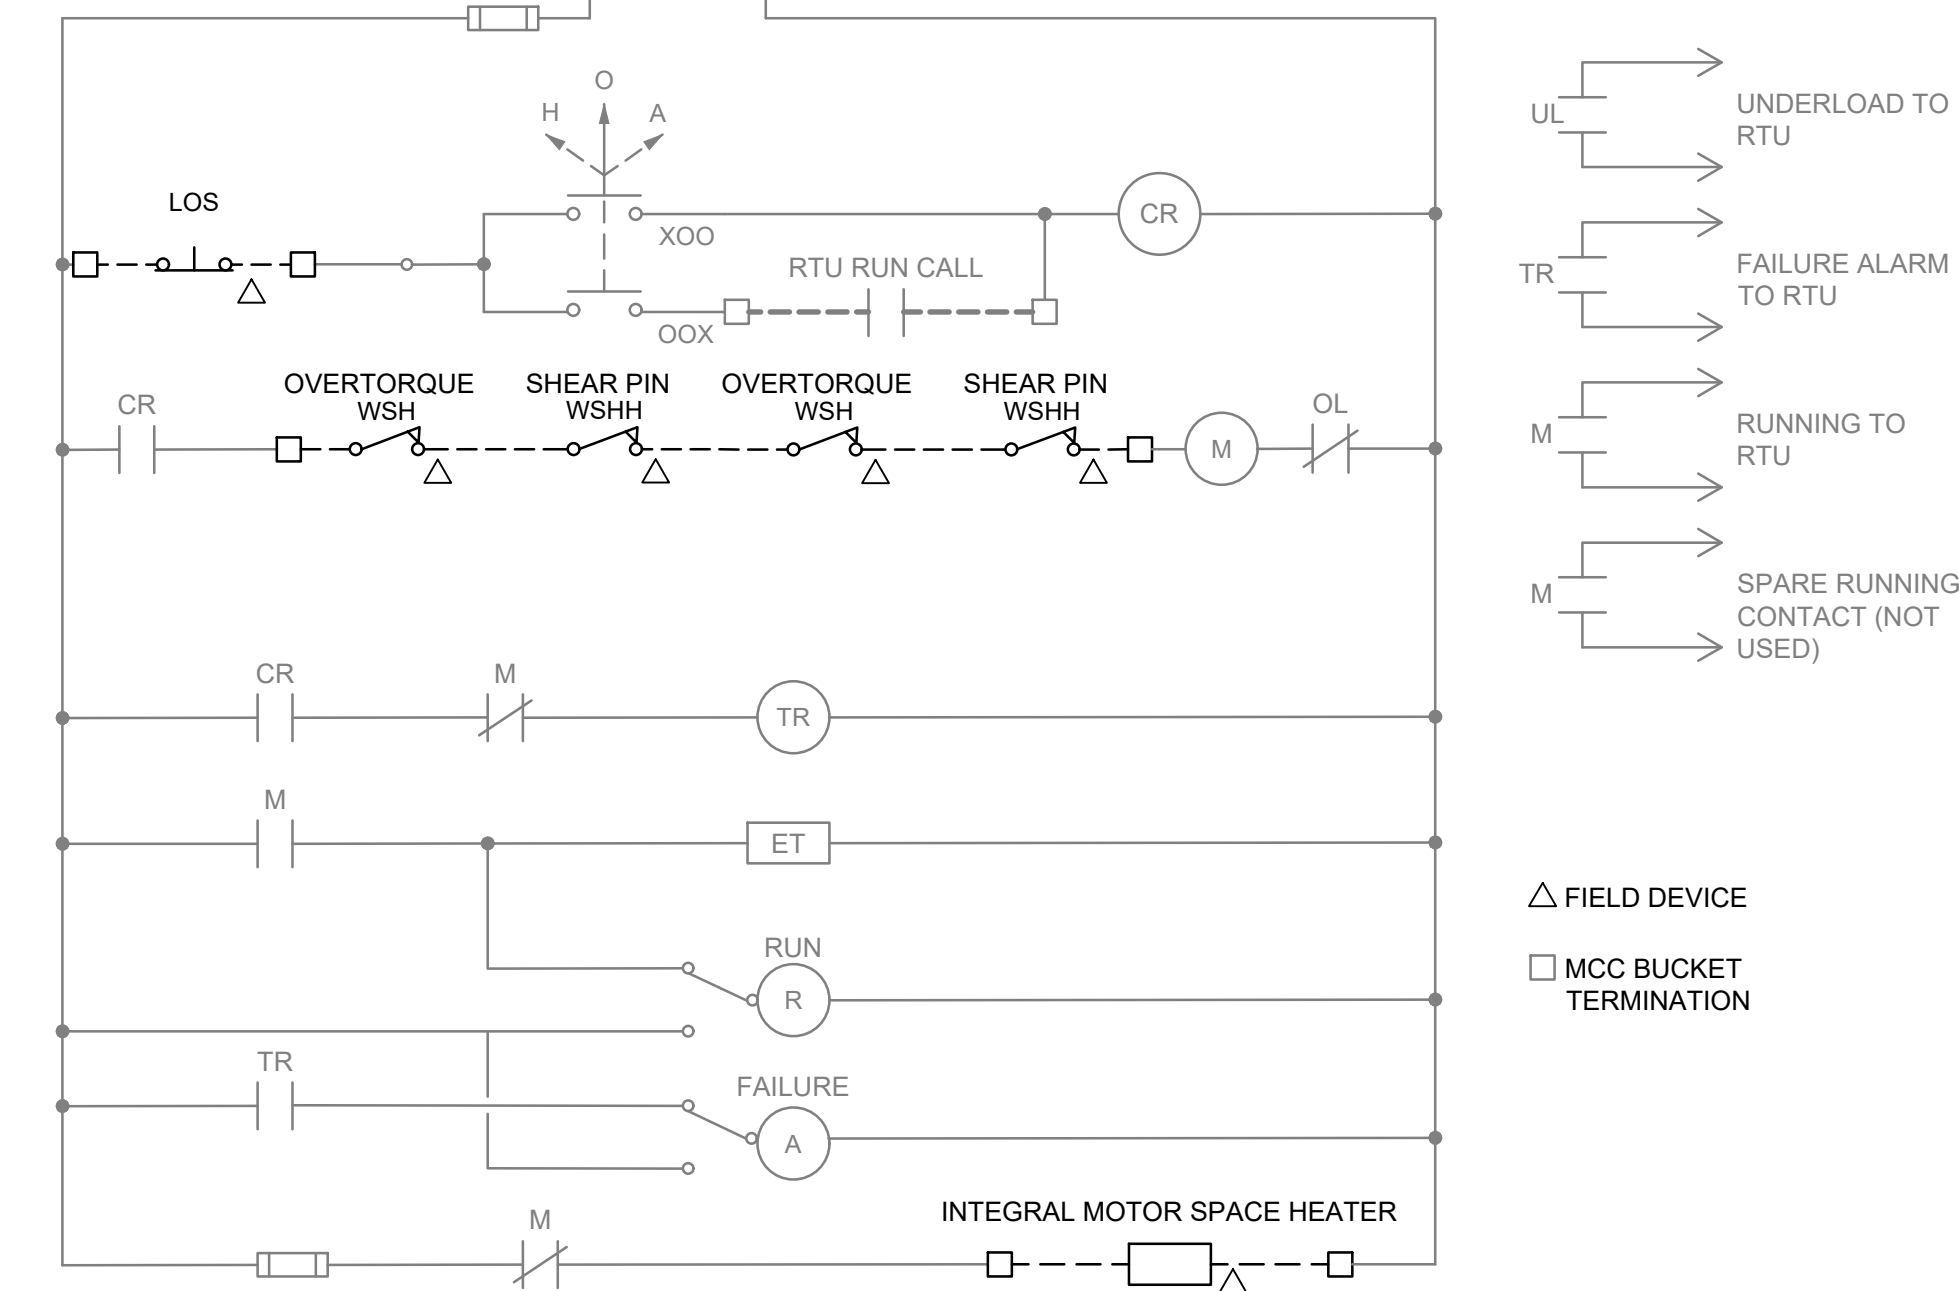 O
H
A
LOS
XOO
CR
RTU RUN CALL
OOX
CR
OVERTORQUE
WSH
SHEAR PIN
WSHH
OVERTORQUE
WSH
SHEAR PIN
WSHH
M
OL
CR
M
TR
M
ET
RUN
R
TR
FAILURE
A
M
INTEGRAL MOTOR SPACE HEATER
UL
UNDERLOAD TO
RTU
TR
FAILURE ALARM
TO RTU
M
RUNNING TO
RTU
M
SPARE RUNNING
CONTACT (NOT
USED)
FIELD DEVICE
MCC BUCKET
TERMINATION